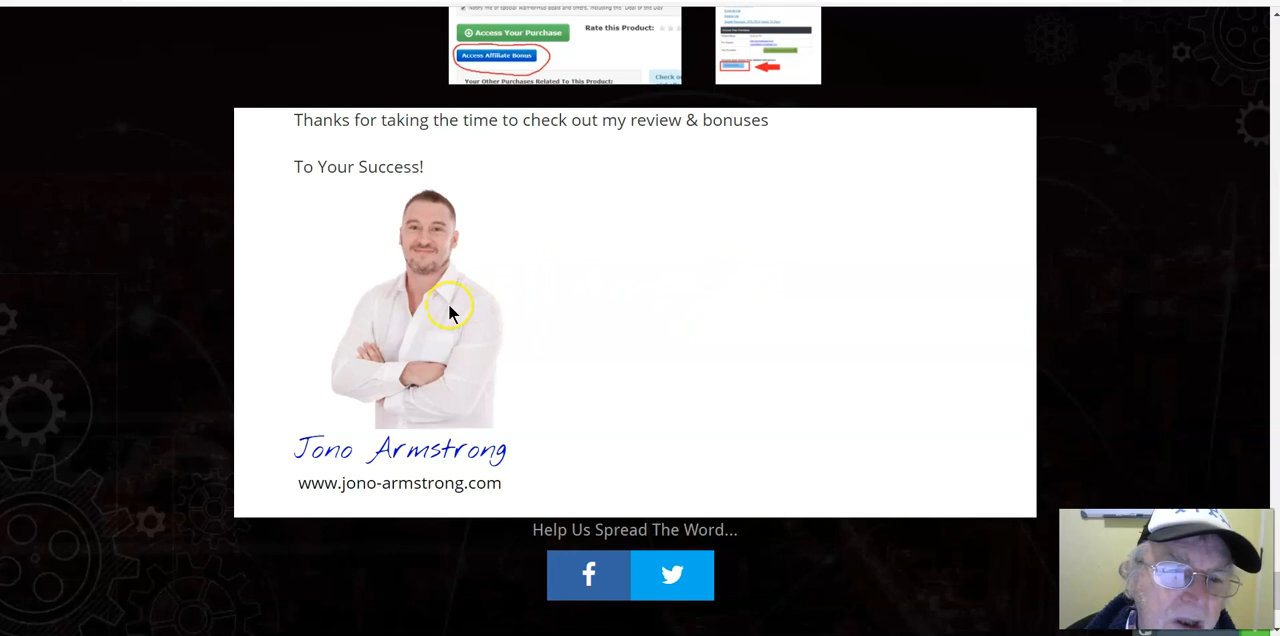 Access Your Purchase
Rate this Product:
Access Affiliate Bonus
Your Other Purchases Related To This Product:
Check o
Thanks for taking the time to check out my review & bonuses
To Your Success!
Jono Armstrong
www.jono-armstrong.com
Help Us Spread The Word...
f